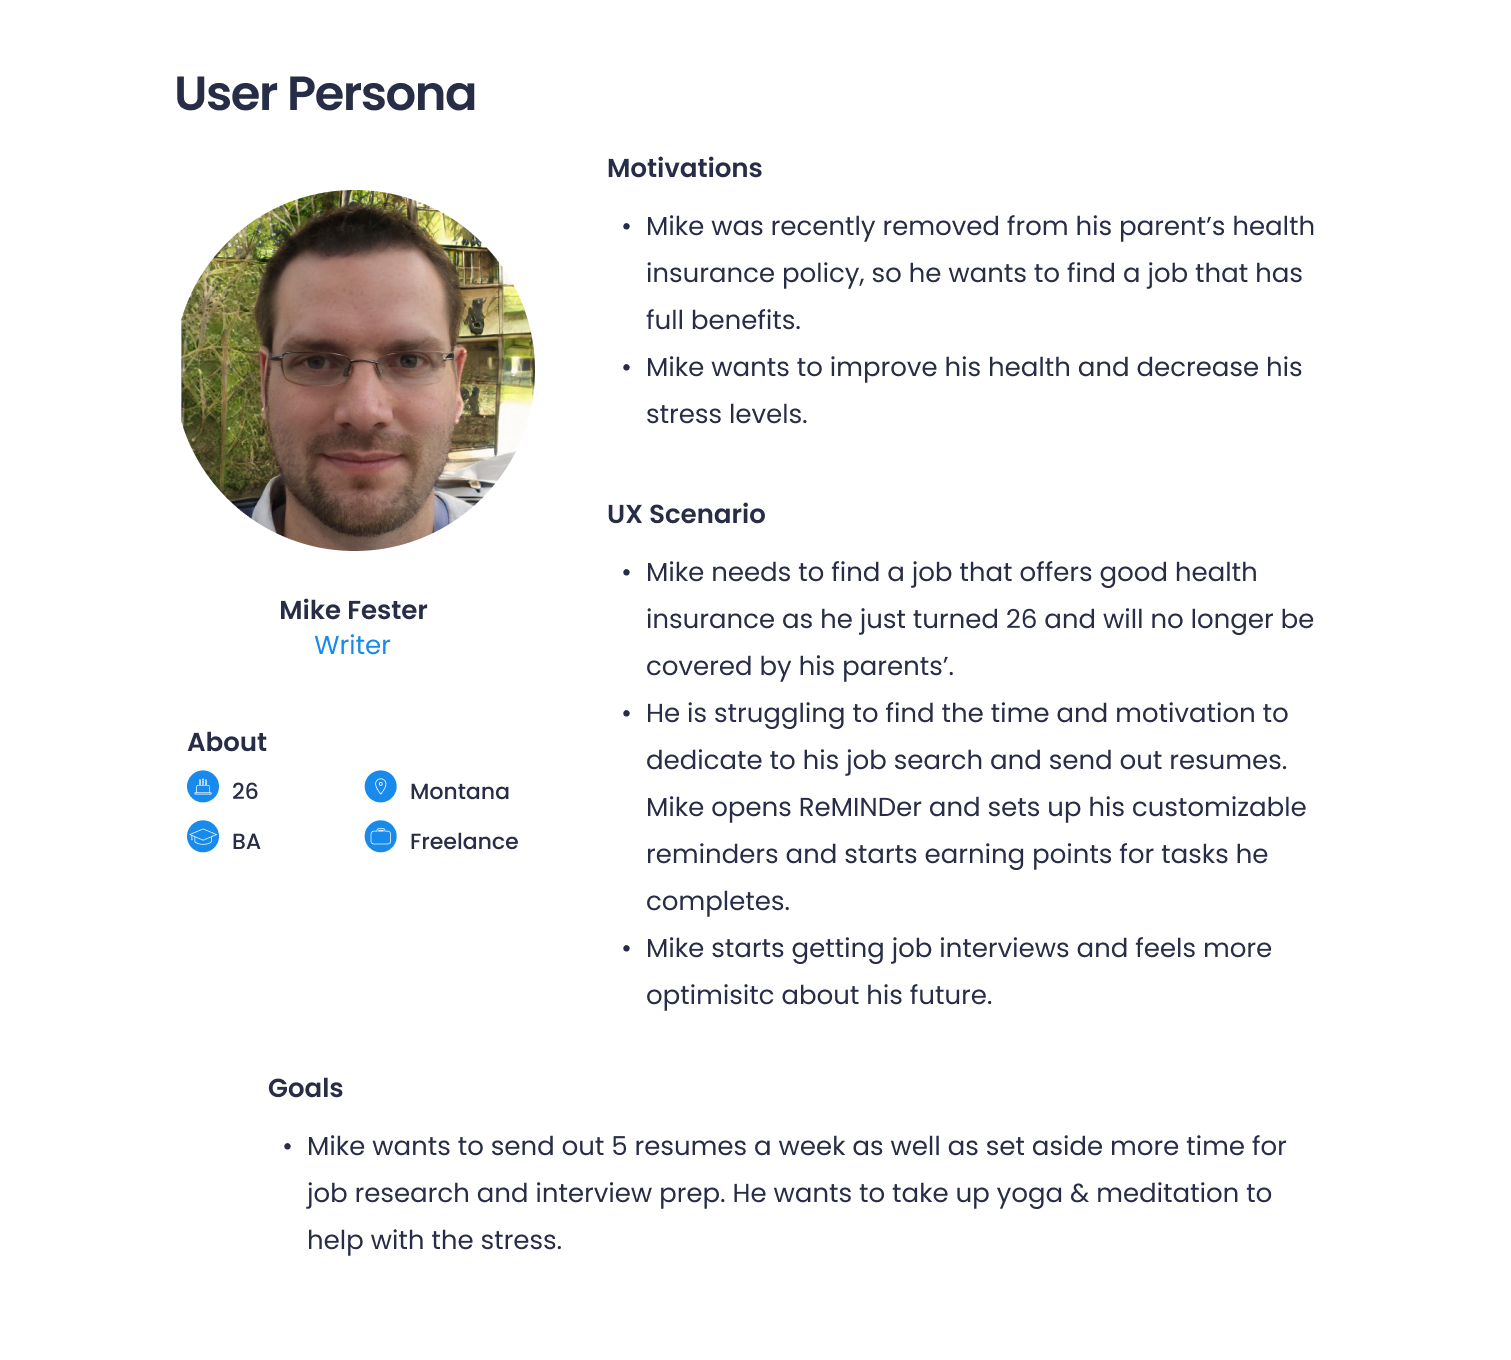 User Persona
Mike Fester
Writer
About
26
Montana
BA
Freelance
Motivations
• Mike was recently removed from his parent’s health
insurance policy, so he wants to find a job that has
full benefits.
• Mike wants to improve his health and decrease his
stress levels.
UX Scenario
• Mike needs to find a job that offers good health
insurance as he just turned 26 and will no longer be
covered by his parents’.
• He is struggling to find the time and motivation to
dedicate to his job search and send out resumes.
Mike opens ReMINDer and sets up his customizable
reminders and starts earning points for tasks he
completes.
• Mike starts getting job interviews and feels more
optimisitc about his future.
Goals
• Mike wants to send out 5 resumes a week as well as set aside more time for
job research and interview prep. He wants to take up yoga & meditation to
help with the stress.